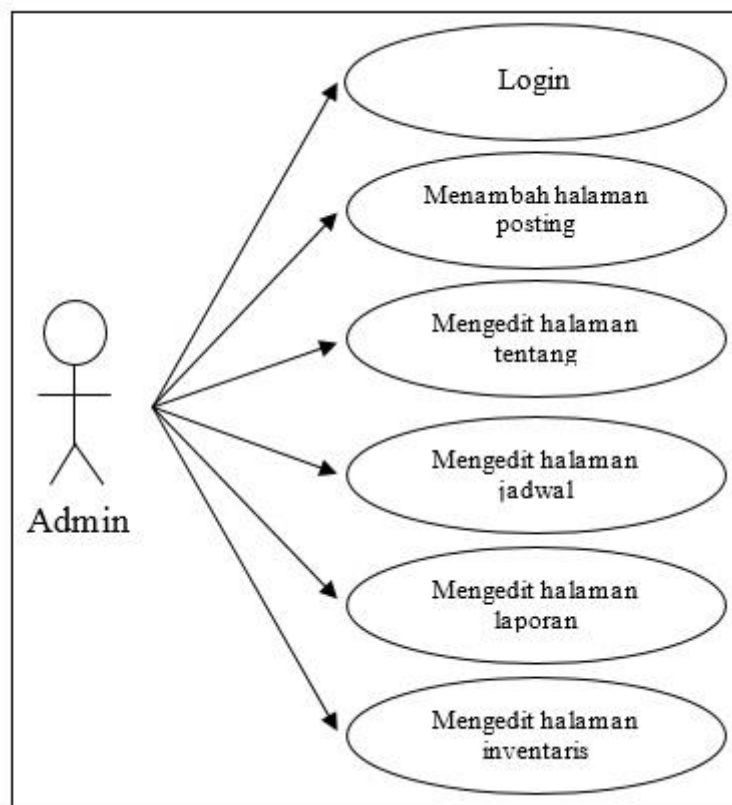 Login
Menambah halaman
posting
Mengedit halaman
tentang
Mengedit halaman
jadwal
Admin
Mengedit halaman
laporan
Mengedit halaman
inventaris